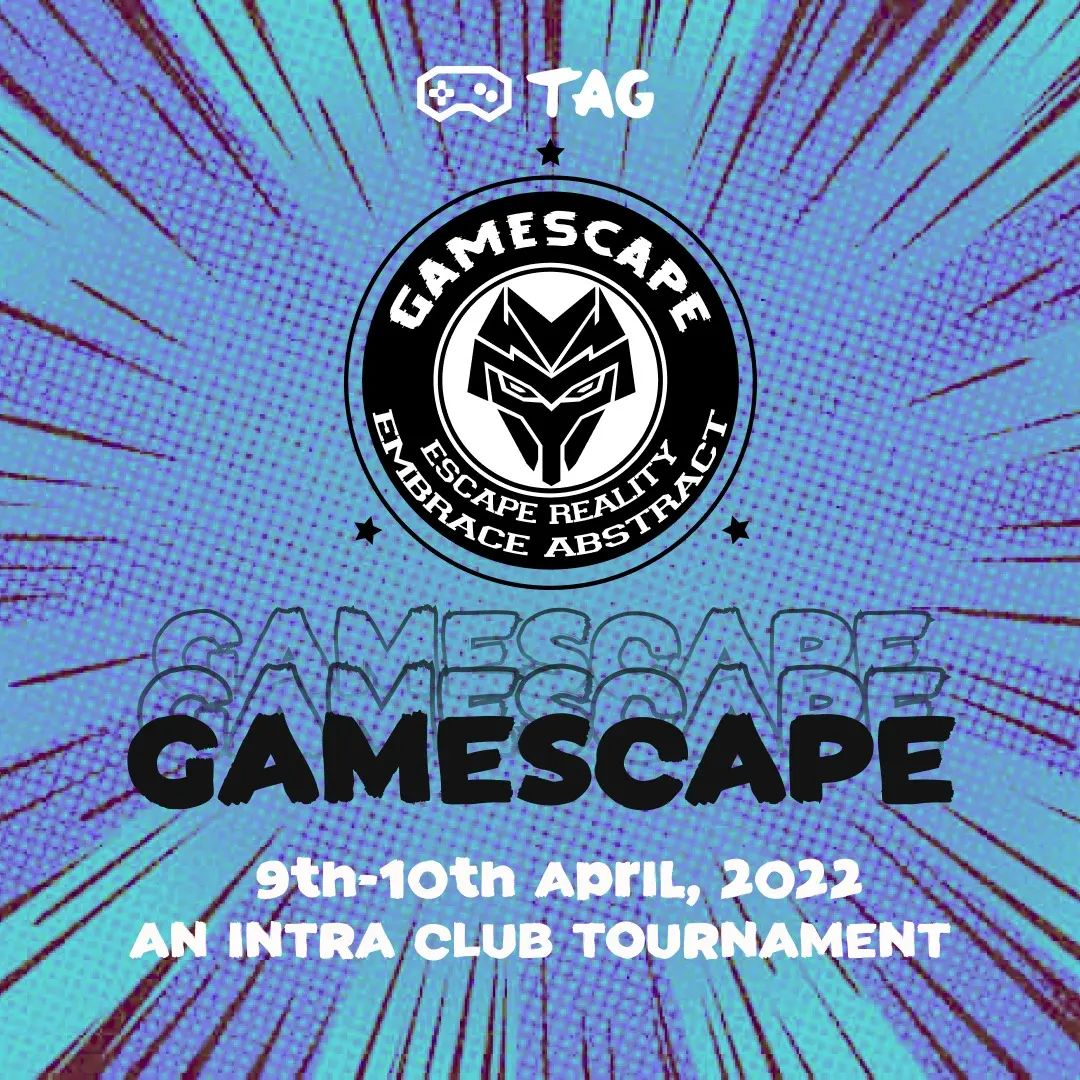 TAG
GAMESCAPE
ESCAPE REALITY
EMBRACE ABSTRACT
GAMESCAPE
GAMESCAPE
GAMESCAPE
9th-10th April, 2022
AN INTRA CLUB TOURNAMENT